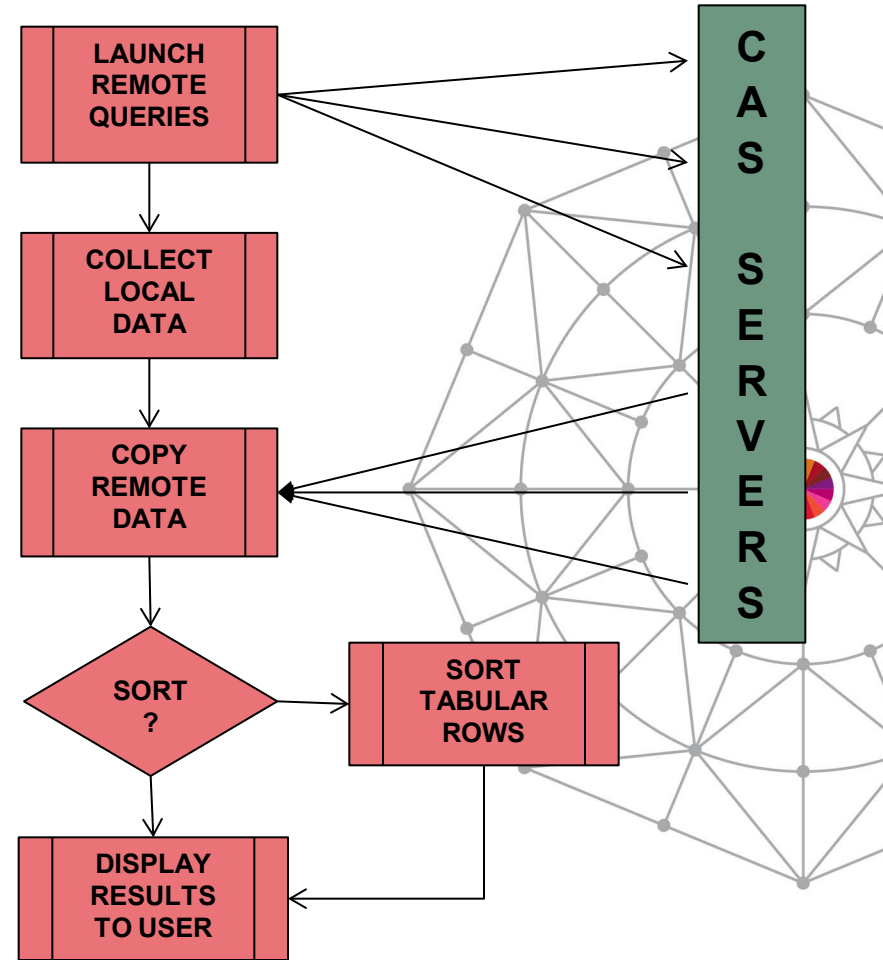 LAUNCH
REMOTE
QUERIES
COLLECT
LOCAL
DATA
COPY
REMOTE
DATA
SORT
?
SORT
TABULAR
ROWS
DISPLAY
RESULTS
TO USER
C
A
S
S
E
R
V
E
R
S